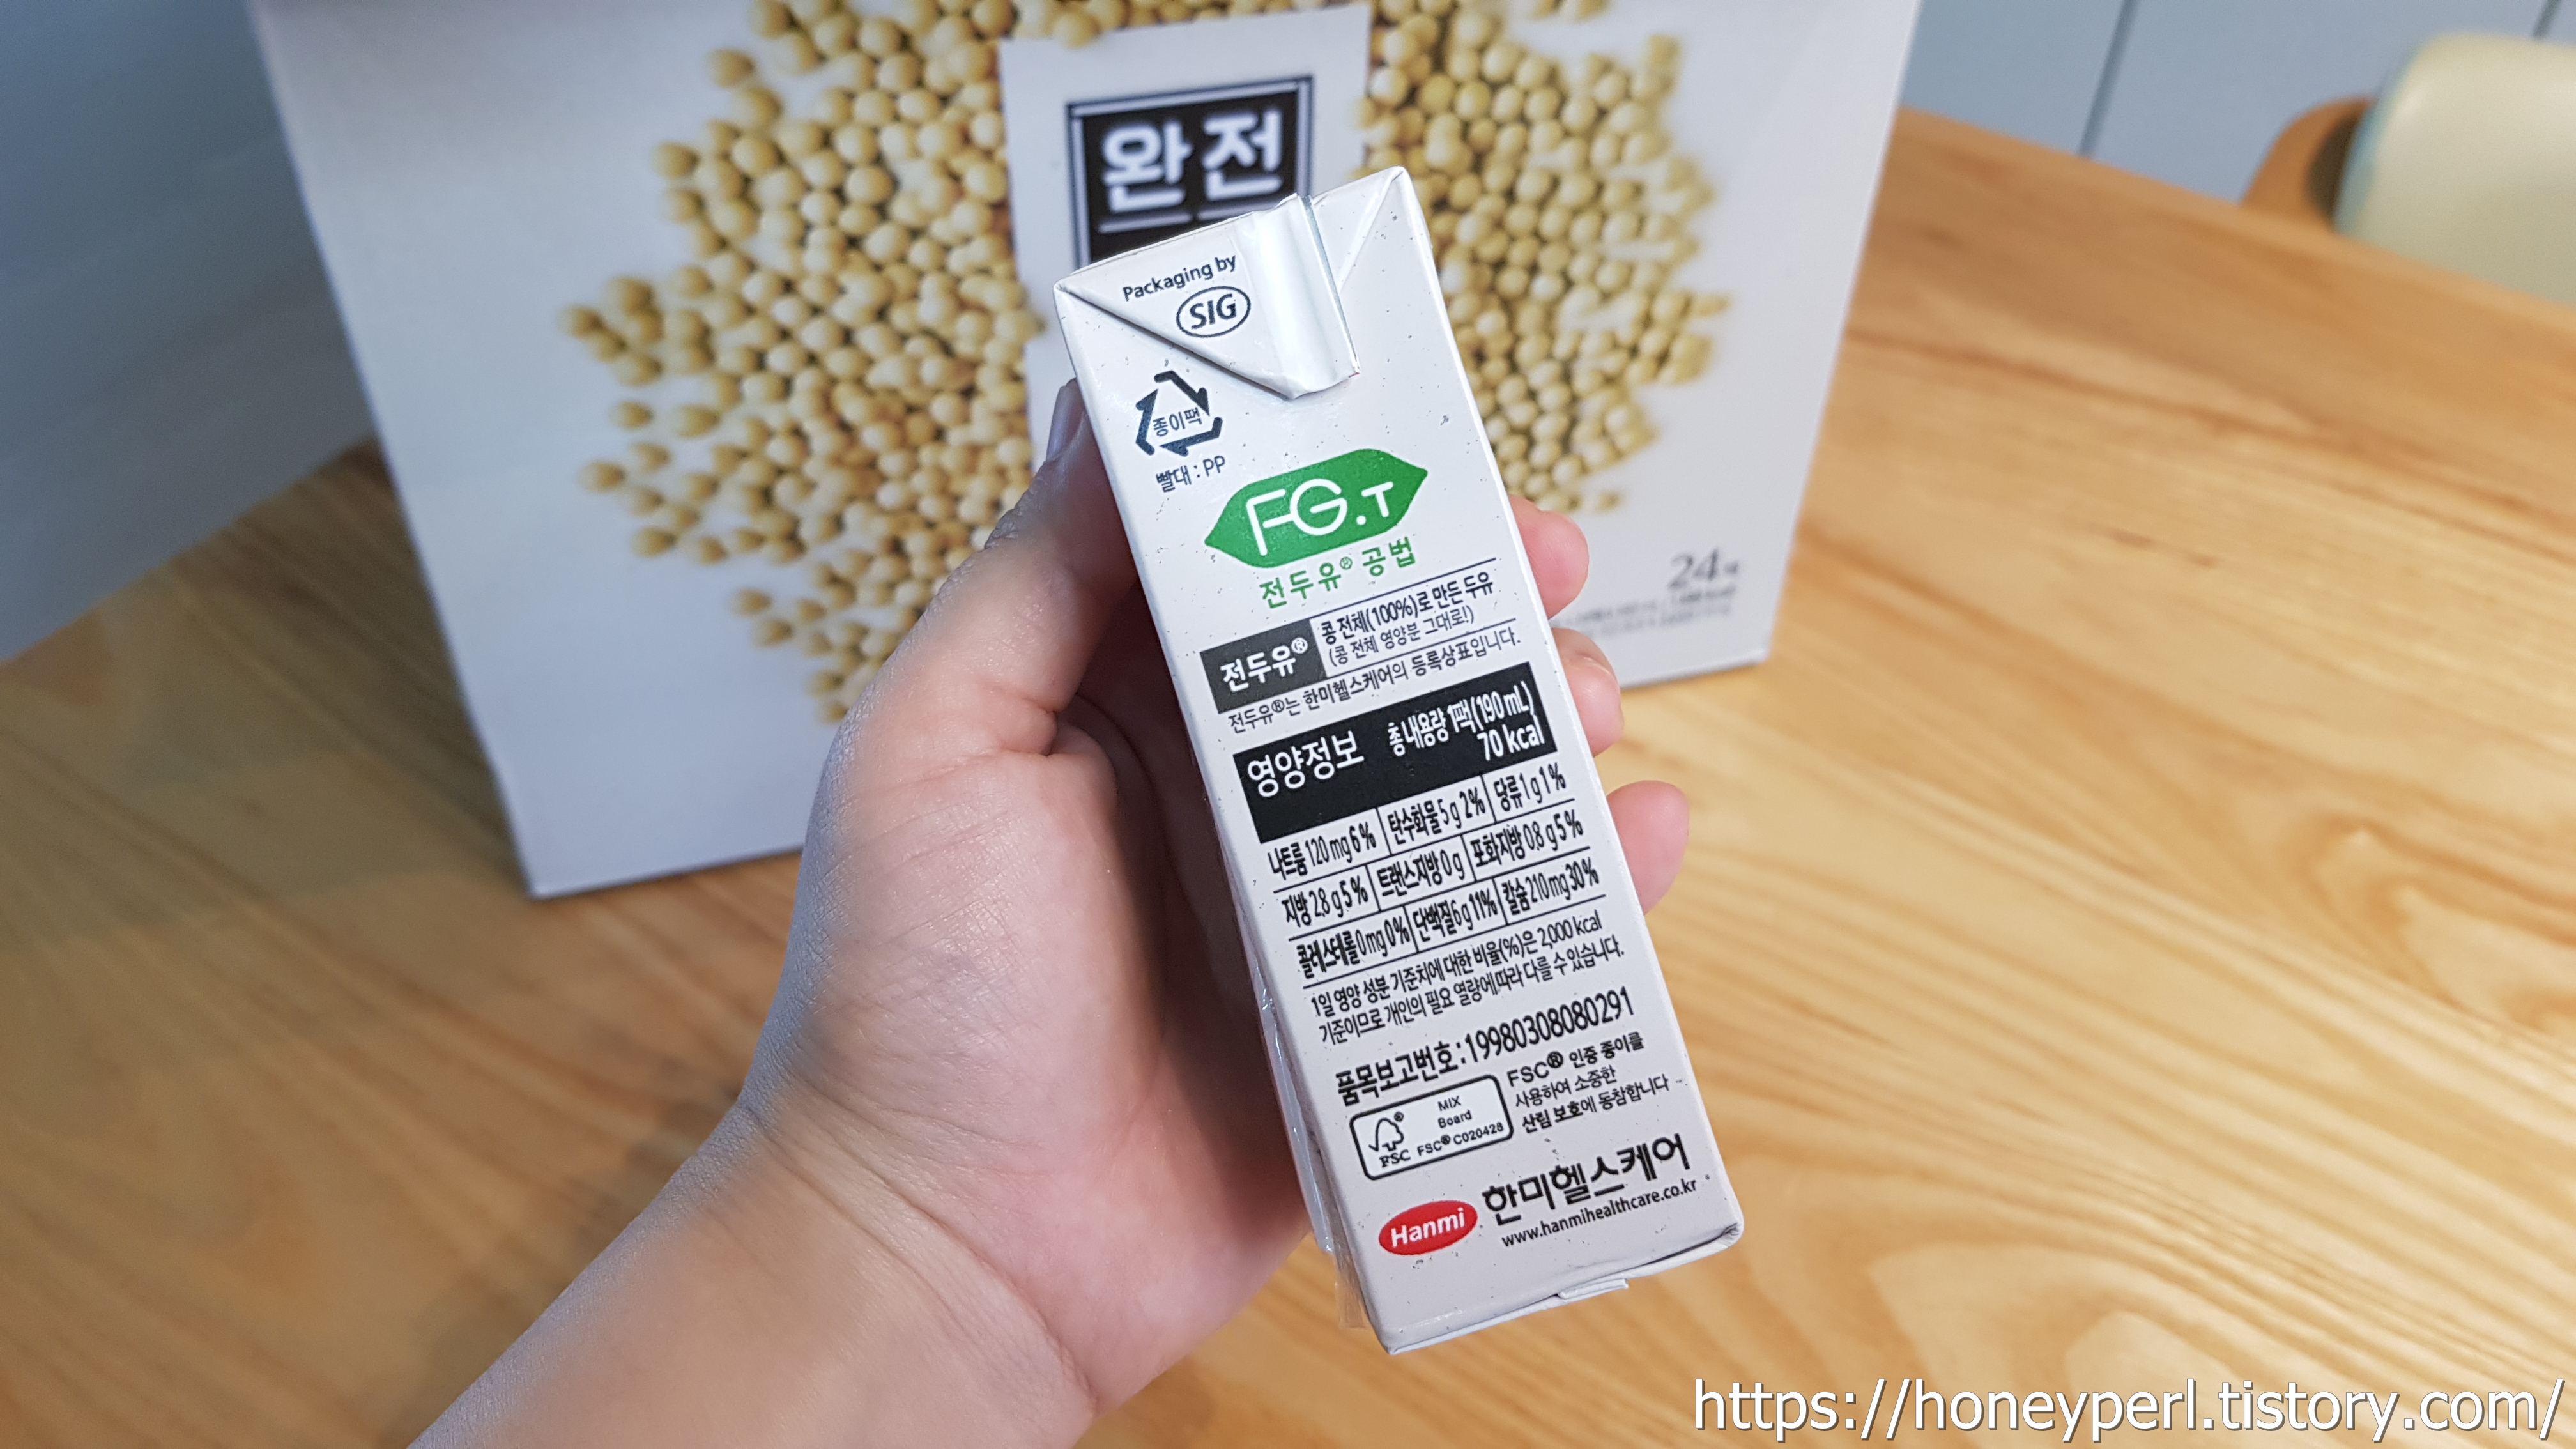 완전
Packaging by
SIG
종이팩
빨대 : PP
FG.T
전두유® 공법
전두유® 콩 전체(100%)로 만든 두유
(콩 전체 영양분 그대로!)
전두유®는 한미헬스케어의 등록상표입니다.
영양정보 총 내용량 1팩(190 mL)
70 kcal
나트륨 120 mg 6 % 탄수화물 5 g 2% 당류 1 g 1 %
지방 2.8 g 5 % 트랜스지방 0 g 포화지방 0.8 g 5 %
콜레스테롤 0 mg 0% 단백질 6 g 11% 칼슘 210 mg 30%
1일 영양 성분 기준치에 대한 비율(%)은 2,000 kcal
기준이므로 개인의 필요 열량에 따라 다를 수 있습니다.
품목보고번호 : 19980308080291
FSC® 인증 종이를
사용하여 소중한
산림 보호에 동참합니다
MIX
Board
FSC FSC® C020428
Hanmi 한미헬스케어
www.hanmihealthcare.co.kr
24
https://honeyperl.tistory.com/